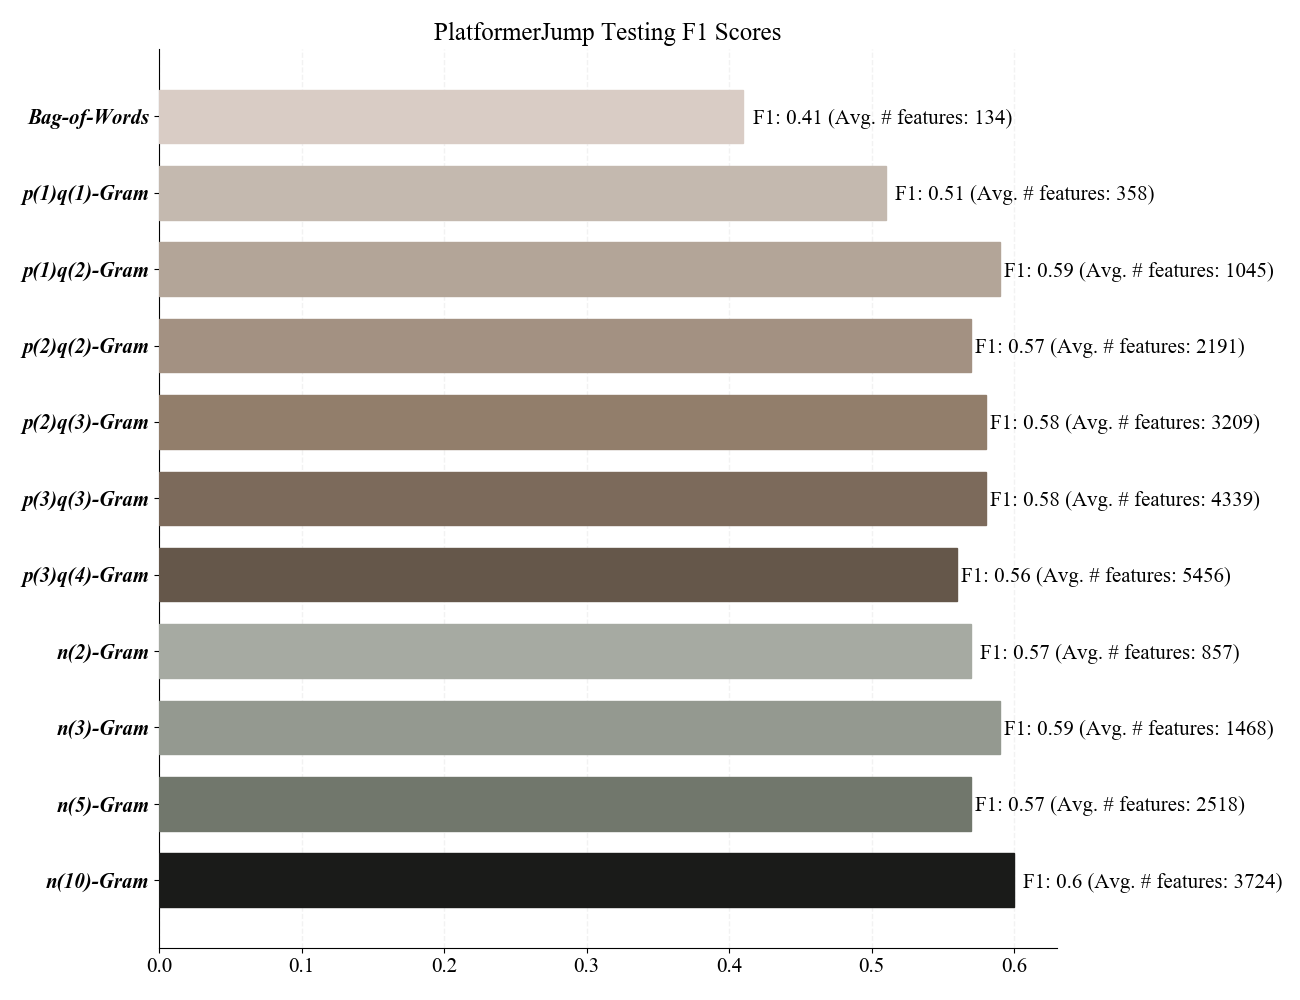 PlatformerJump Testing F1 Scores
Bag-of-Words F1: 0.41 (Avg. # features: 134)
p(1)q(1)-Gram F1: 0.51 (Avg. # features: 358)
p(1)q(2)-Gram F1: 0.59 (Avg. # features: 1045)
p(2)q(2)-Gram F1: 0.57 (Avg. # features: 2191)
p(2)q(3)-Gram F1: 0.58 (Avg. # features: 3209)
p(3)q(3)-Gram F1: 0.58 (Avg. # features: 4339)
p(3)q(4)-Gram F1: 0.56 (Avg. # features: 5456)
n(2)-Gram F1: 0.57 (Avg. # features: 857)
n(3)-Gram F1: 0.59 (Avg. # features: 1468)
n(5)-Gram F1: 0.57 (Avg. # features: 2518)
n(10)-Gram F1: 0.6 (Avg. # features: 3724)
0.0 0.1 0.2 0.3 0.4 0.5 0.6